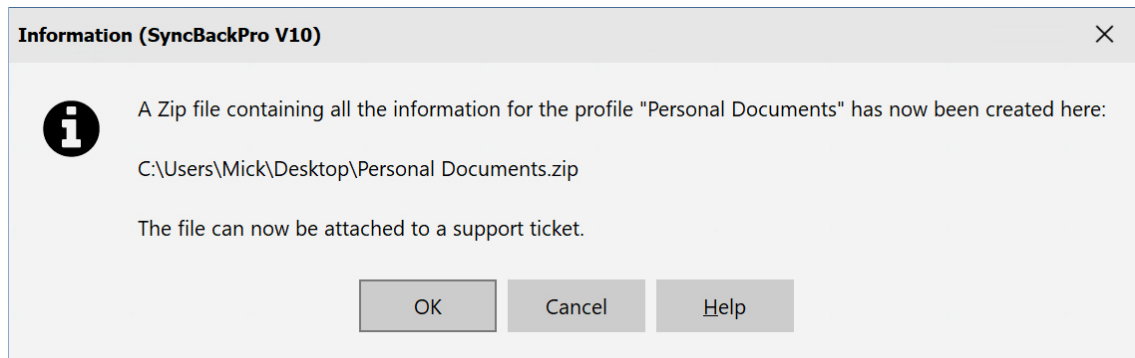 Information (SyncBackPro V10)
A Zip file containing all the information for the profile "Personal Documents" has now been created here:
C:\Users\Mick\Desktop\Personal Documents.zip
The file can now be attached to a support ticket.
OK Cancel Help